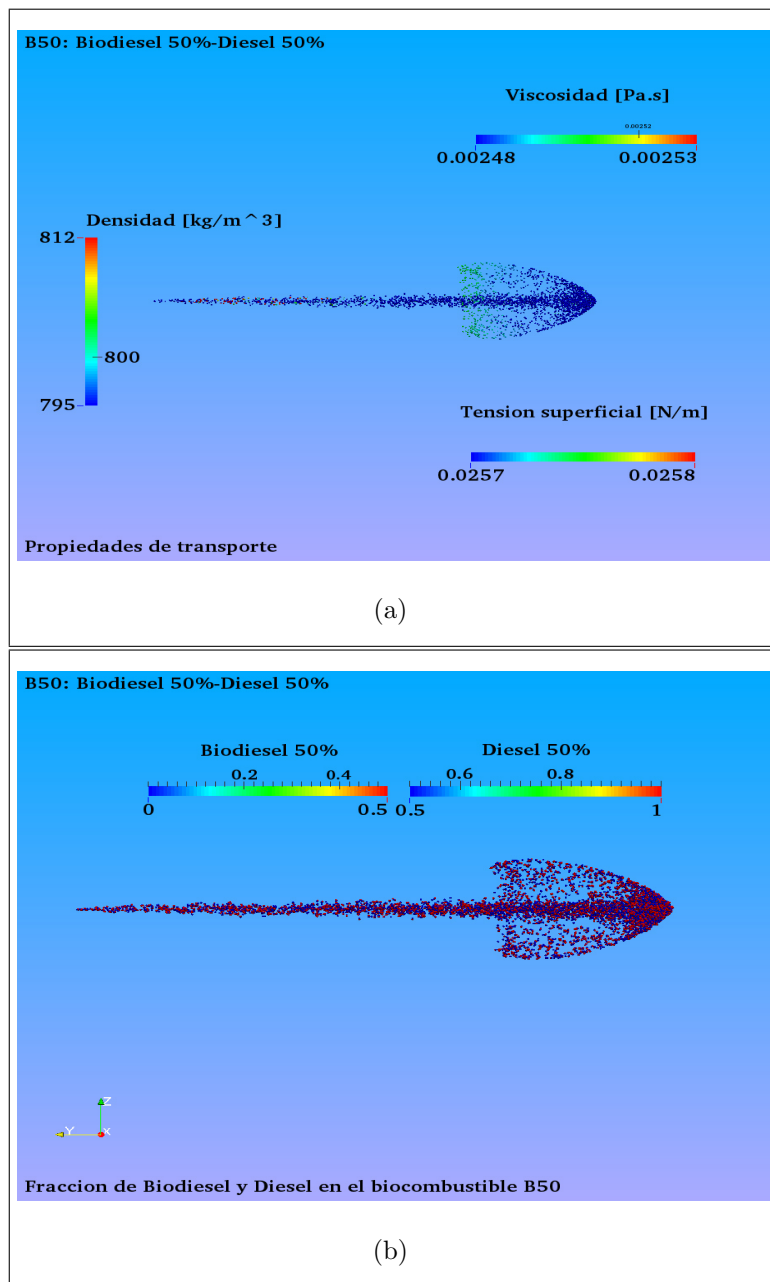 B50: Biodiesel 50%-Diesel 50%
Viscosidad [Pa.s]
0.00252
0.00248 0.00253
Densidad [kg/m^3]
812
800
795
Tension superficial [N/m]
0.0257 0.0258
Propiedades de transporte
(a)
B50: Biodiesel 50%-Diesel 50%
Biodiesel 50% Diesel 50%
0.2 0.4 0.6 0.8
0 0.5 0.5 1
Z
Y X
Fraccion de Biodiesel y Diesel en el biocombustible B50
(b)